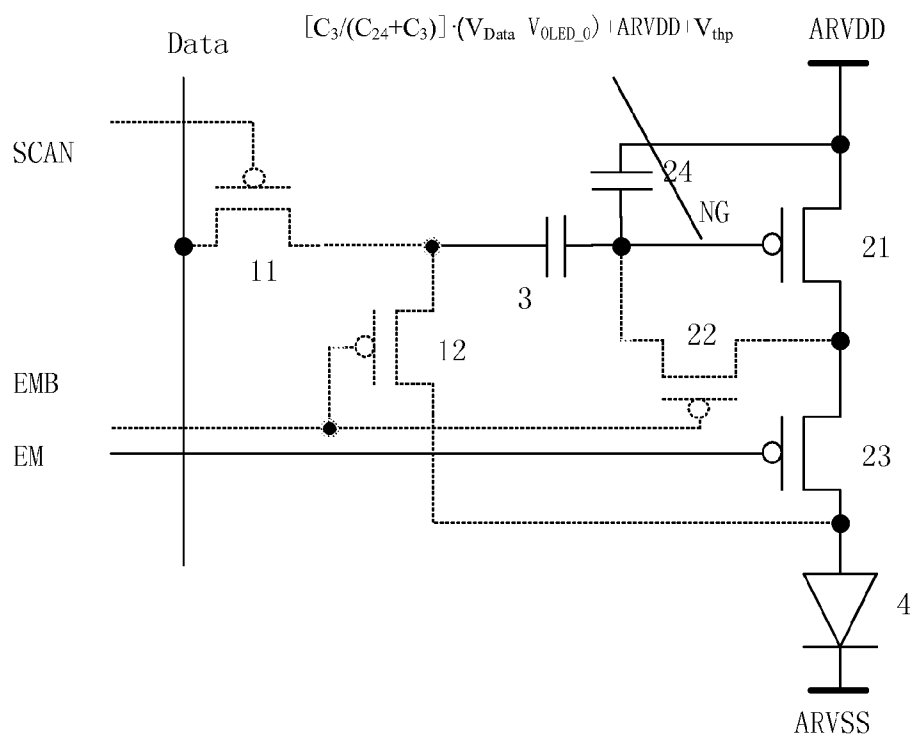 [C3/(C24+C3)]·(VData VOLED_0)+ARVDD+Vthp
Data
ARVDD
SCAN
24
NG
21
11
3
22
12
EMB
EM
23
4
ARVSS